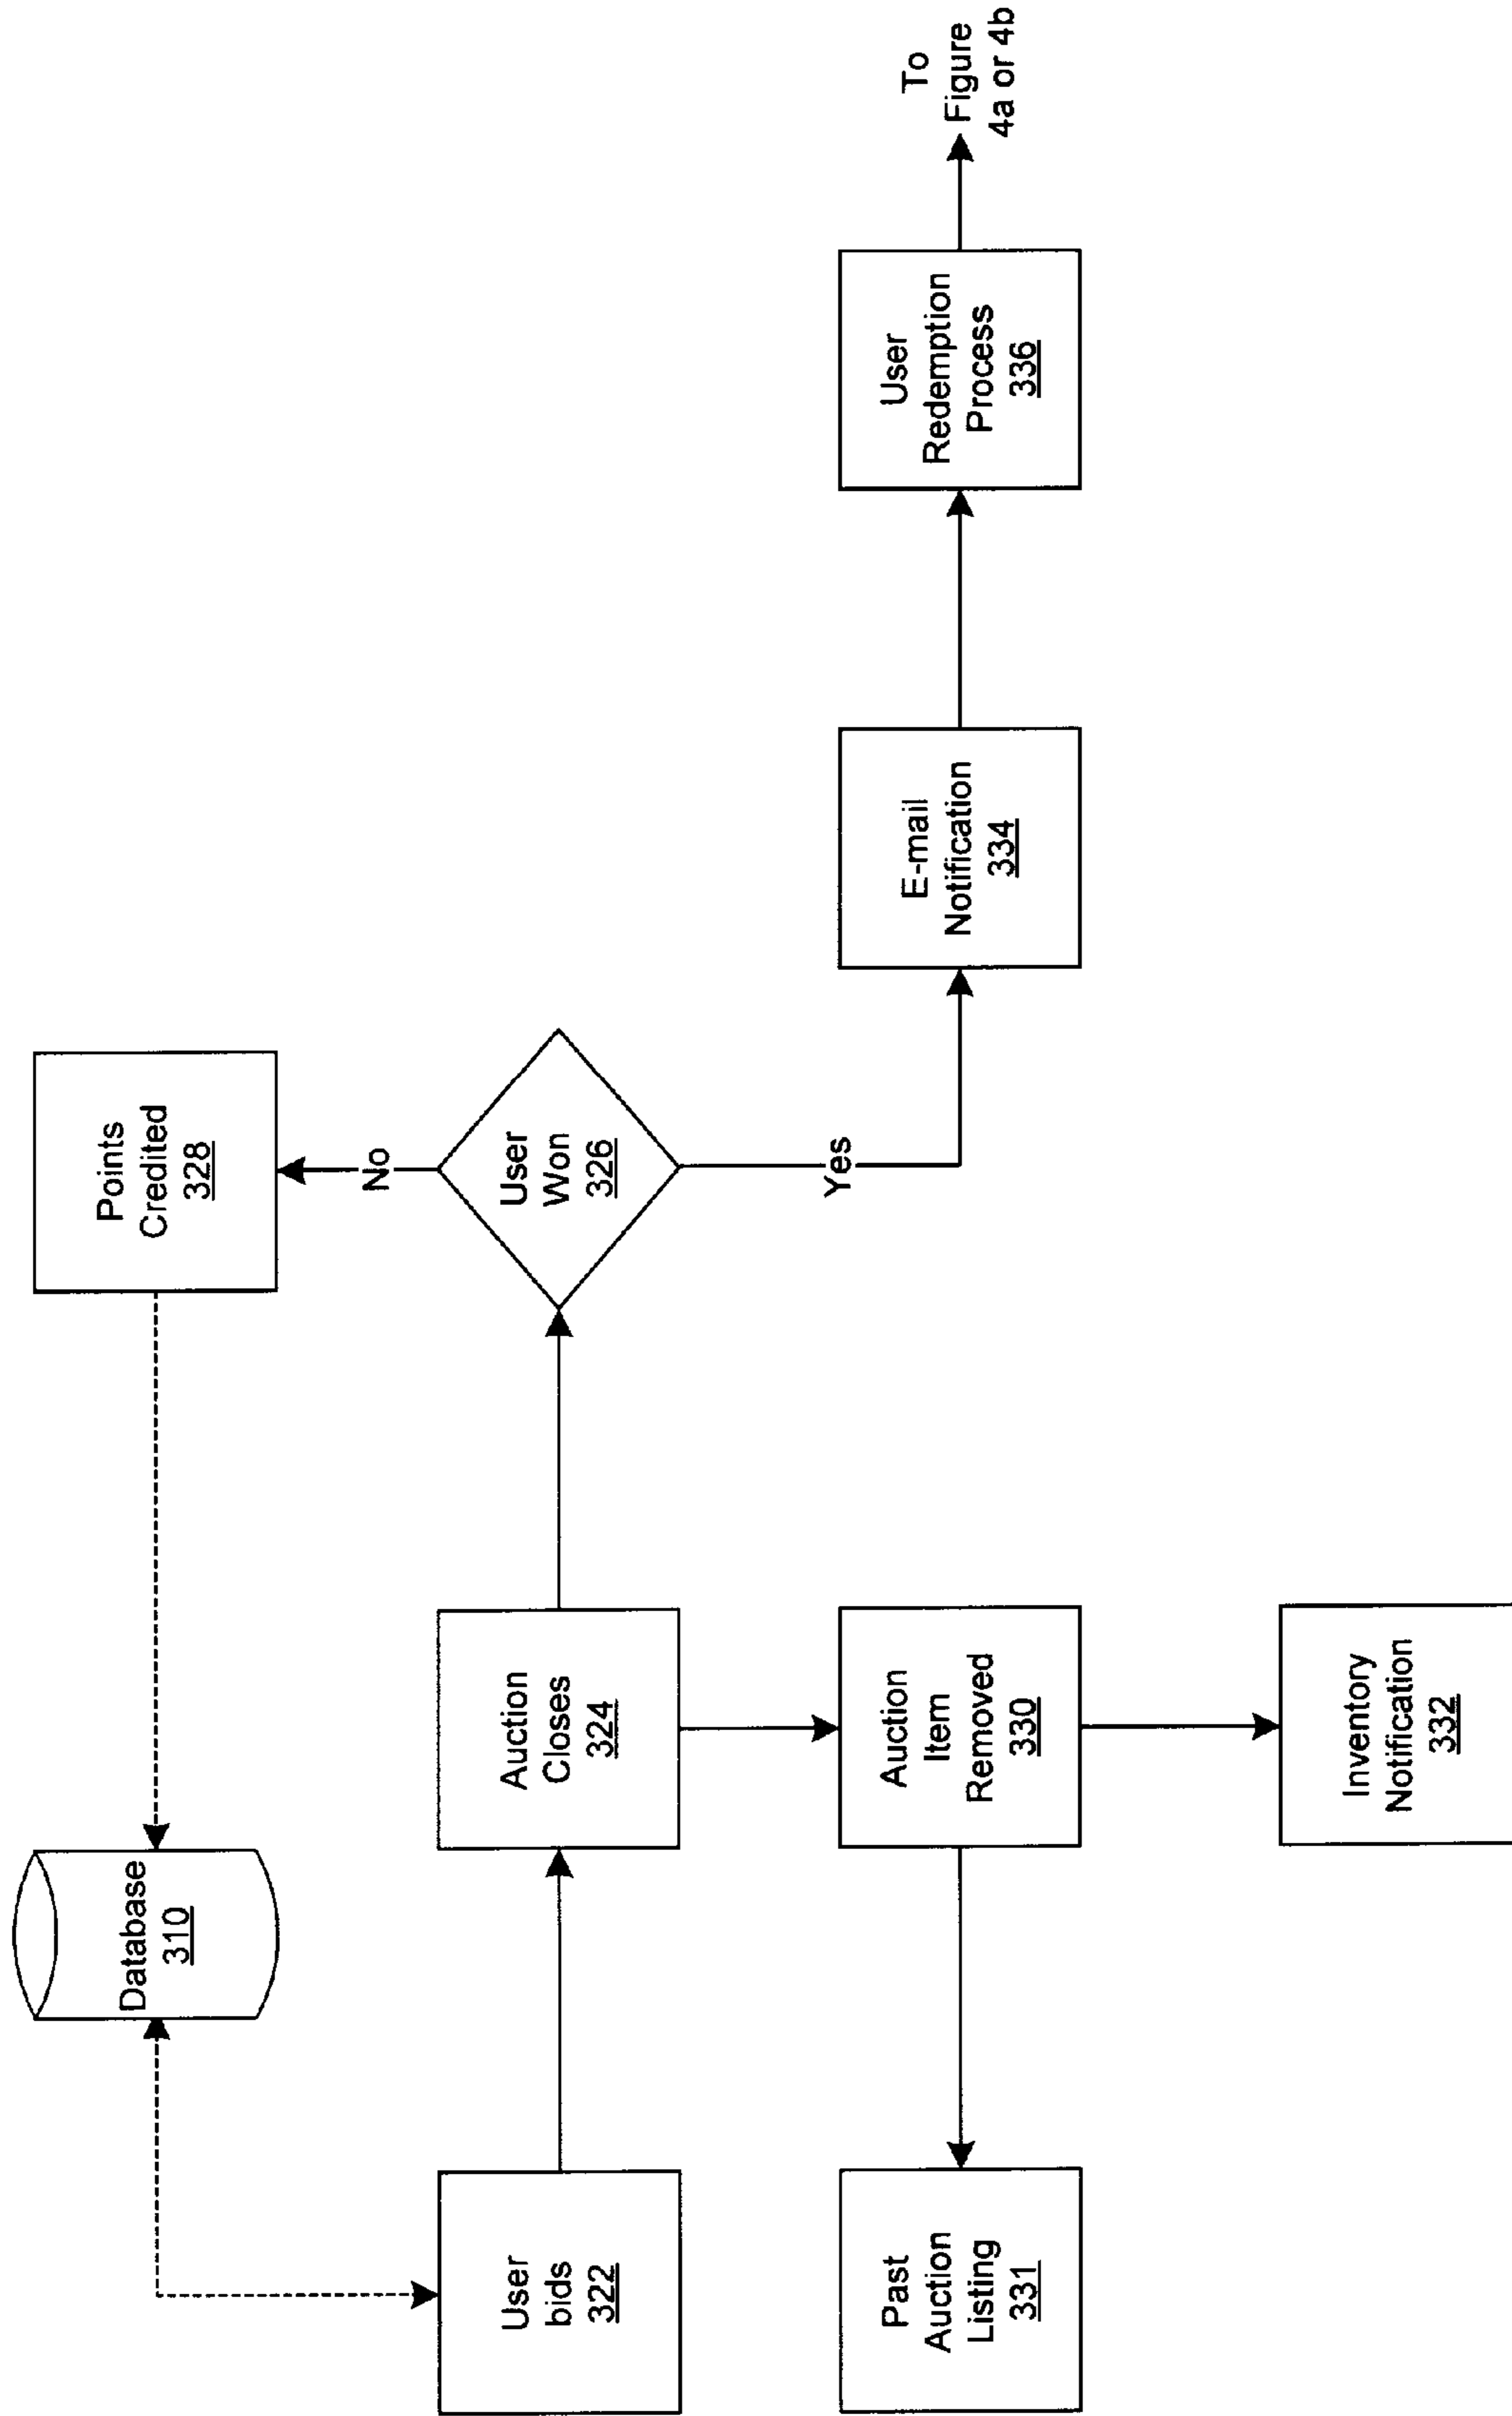 Database
310
Points
Credited
328
User
bids
322
Auction
Closes
324
User
Won
326
No
Yes
Past
Auction
Listing
331
Auction
Item
Removed
330
E-mail
Notification
334
User
Redemption
Process
336
To
Figure
4a or 4b
Inventory
Notification
332